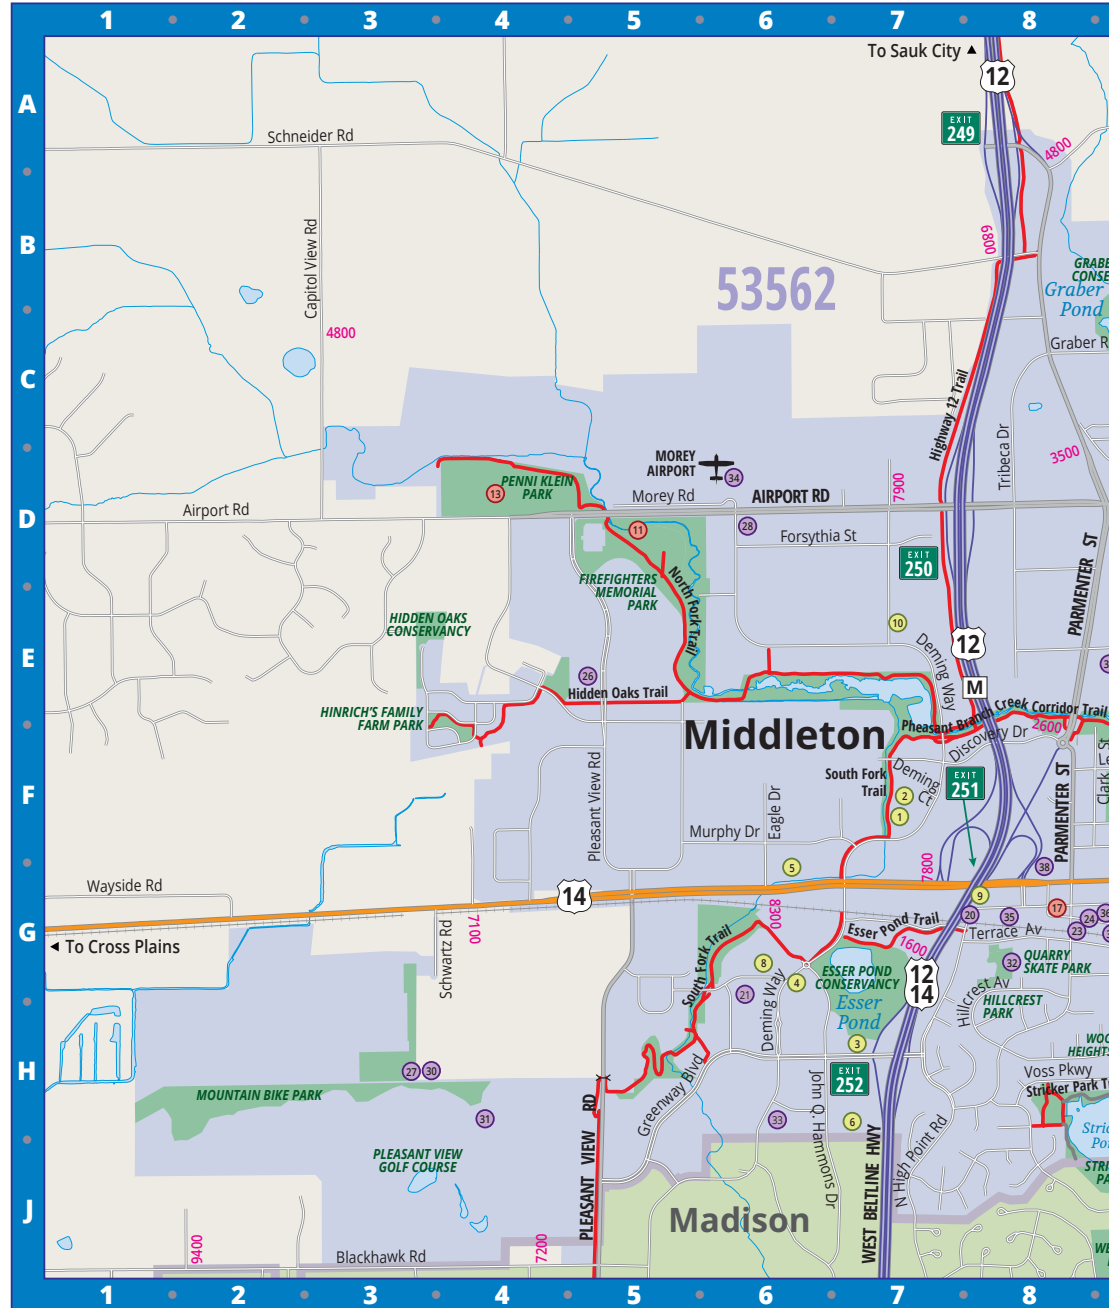 1 2 3 4 5 6 7 8
To Sauk City
12
A
EXIT
249
Schneider Rd
4800
B
Capitol View Rd
6800
53562
Graber
Pond
4800
Graber R
C
Highway 12 Trail
Tribeca Dr
3500
MOREY
AIRPORT
34
PENNI KLEIN
PARK
13
7900
Morey Rd
AIRPORT RD
Airport Rd
D
11
28
Forsythia St
EXIT
250
PARMENTER ST
FIREFIGHTERS
MEMORIAL
PARK
North Fork Trail
HIDDEN OAKS
CONSERVANCY
10
12
E
Deming Way
26
M
Hidden Oaks Trail
HINRICH'S FAMILY
FARM PARK
Pheasant Branch Creek Corridor Trail
2600
Middleton
Discovery Dr
South Fork
Trail
Deming
Ct
EXIT
251
F
Pleasant View Rd
Eagle Dr
2
1
PARMENTER ST
Clark St
Murphy Dr
5
7800
38
Wayside Rd
14
9
G
7100
Schwartz Rd
8300
Esser Pond Trail
1600
20
35
17
24
36
23
Terrace Av
To Cross Plains
South Fork Trail
8
4
ESSER POND
CONSERVANCY
Esser
Pond
12
14
32
QUARRY
SKATE PARK
21
Deming Way
Hillcrest Av
HILLCREST
PARK
3
H
27
30
EXIT
252
Voss Pkwy
Stricker Park T
MOUNTAIN BIKE PARK
31
PLEASANT VIEW RD
Greenway Blvd
33
John Q. Hammons Dr
6
N High Point Rd
PLEASANT VIEW
GOLF COURSE
WEST BELTLINE HWY
J
Madison
9400
Blackhawk Rd
7200
1 2 3 4 5 6 7 8